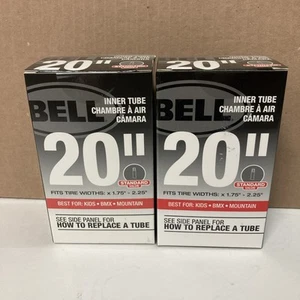 20"
20"
BELL
INNER TUBE
CHAMBRE À AIR
CÁMARA
20"
STANDARD
FITS TIRE WIDTHS: x 1.75" - 2.25"
BEST FOR: KIDS • BMX • MOUNTAIN
SEE SIDE PANEL FOR
HOW TO REPLACE A TUBE
BELL
INNER TUBE
CHAMBRE À AIR
CÁMARA
20"
STANDARD
FITS TIRE WIDTHS: x 1.75" - 2.25"
BEST FOR: KIDS • BMX • MOUNTAIN
SEE SIDE PANEL FOR
HOW TO REPLACE A TUBE